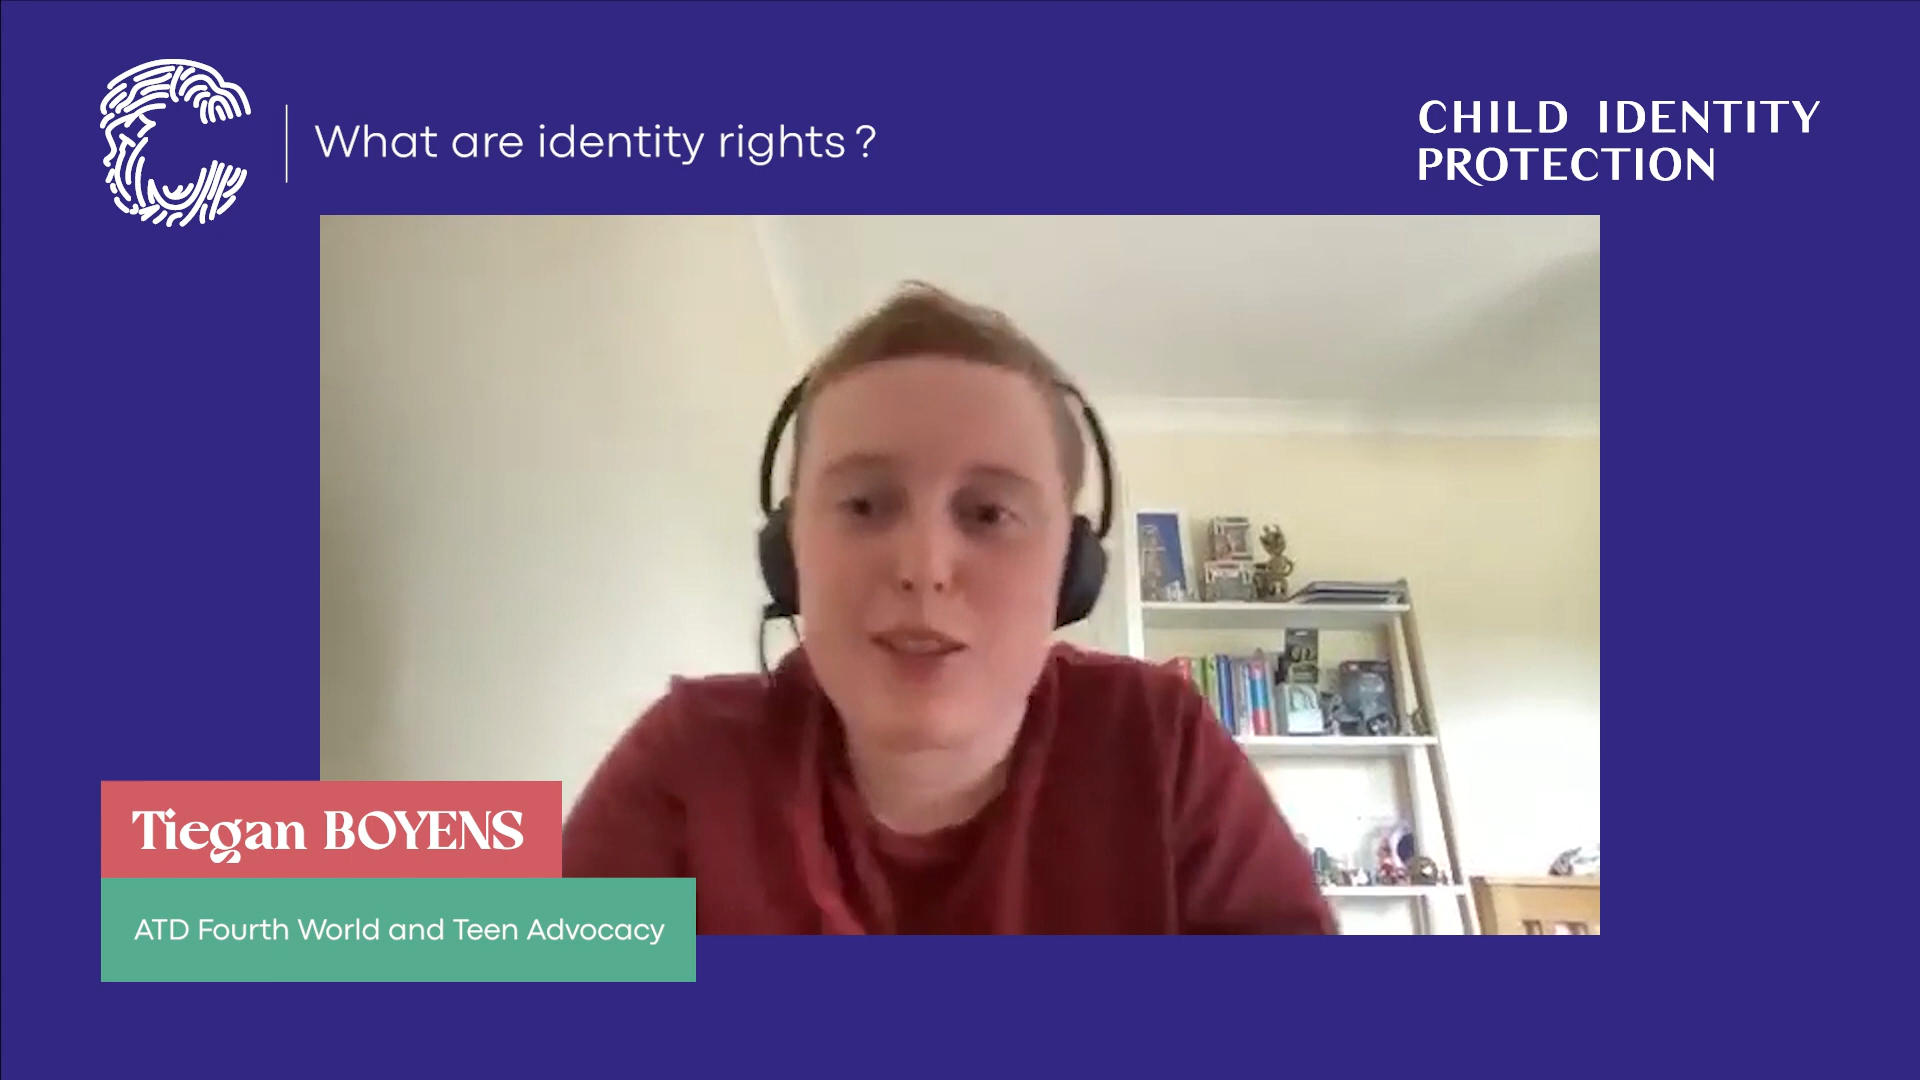 What are identity rights ?
CHILD IDENTITY
PROTECTION
Tiegan BOYENS
ATD Fourth World and Teen Advocacy